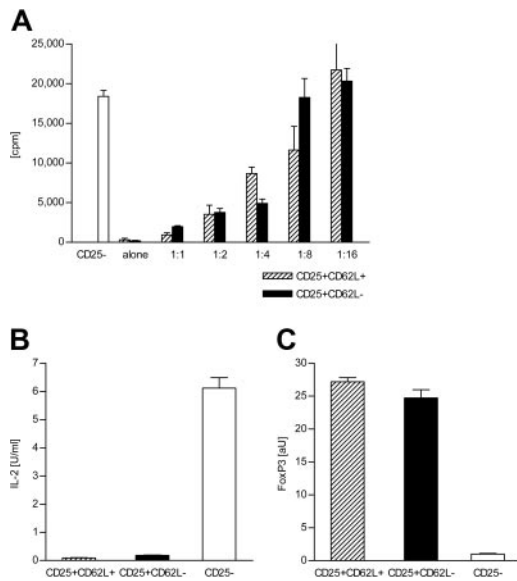 A
25,000
20,000
15,000
10,000
5,000
0
[cpm]
CD25- alone 1:1 1:2 1:4 1:8 1:16
CD25+CD62L+
CD25+CD62L-
B
7
6
5
4
3
2
1
0
IL-2 [U/ml]
CD25+CD62L+ CD25+CD62L- CD25-
C
30
25
20
15
10
5
0
FoxP3 [aU]
CD25+CD62L+ CD25+CD62L- CD25-